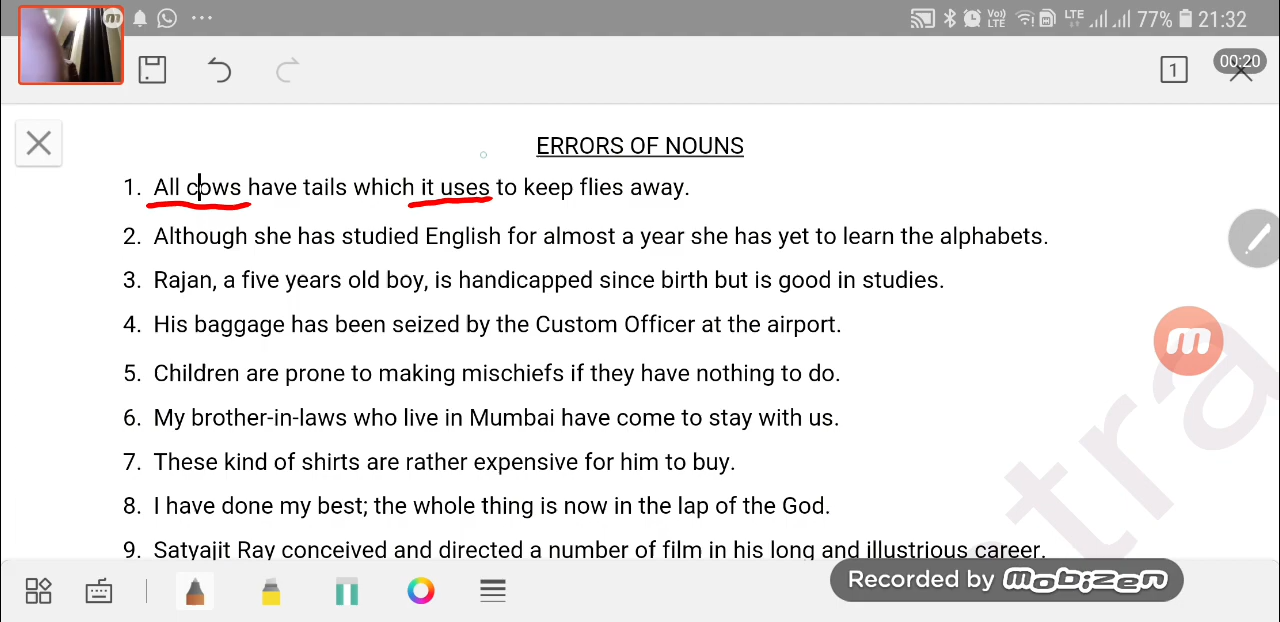 m ... Vo)) LTE LTE 77% 21:32
1 00:20
ERRORS OF NOUNS
1. All cows have tails which it uses to keep flies away.
2. Although she has studied English for almost a year she has yet to learn the alphabets.
3. Rajan, a five years old boy, is handicapped since birth but is good in studies.
4. His baggage has been seized by the Custom Officer at the airport.
m
5. Children are prone to making mischiefs if they have nothing to do.
6. My brother-in-laws who live in Mumbai have come to stay with us.
7. These kind of shirts are rather expensive for him to buy.
8. I have done my best; the whole thing is now in the lap of the God.
9. Satyajit Ray conceived and directed a number of film in his long and illustrious career.
tra
Recorded by mobizen